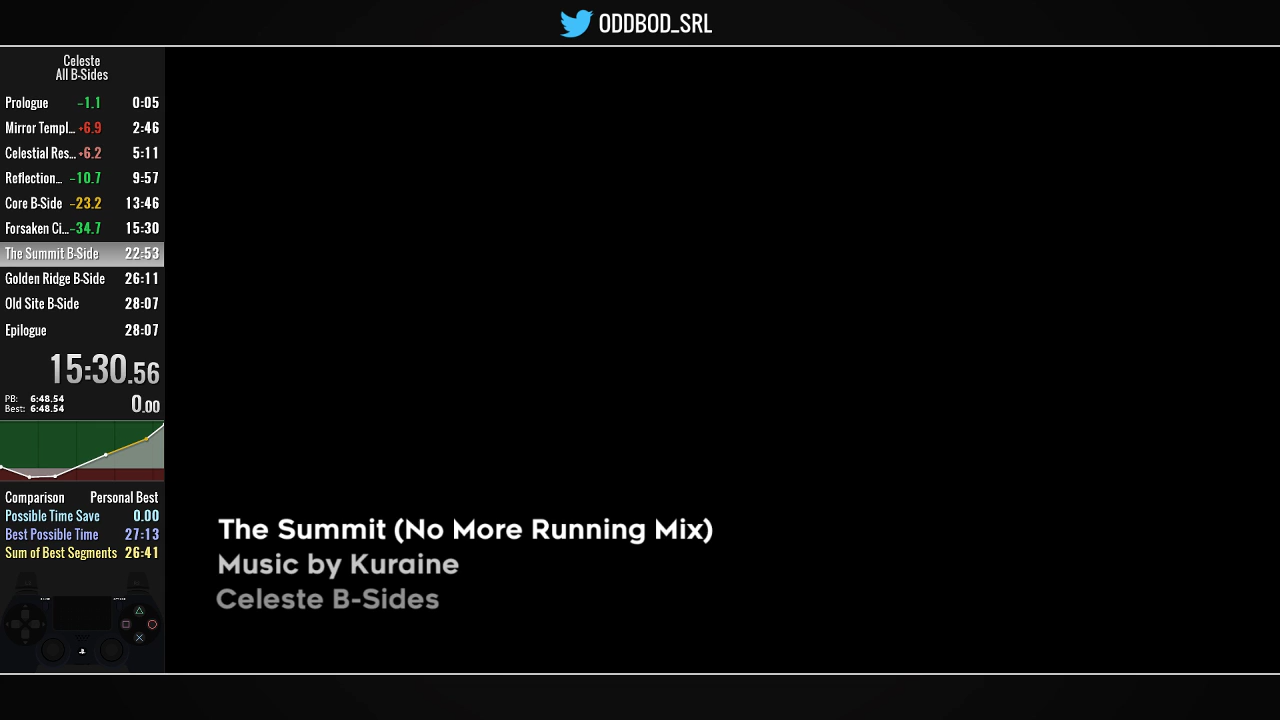 ODDBOD_SRL
Celeste
All B-Sides
Prologue -1.1 0:05
Mirror Templ... +6.9 2:46
Celestial Res... +6.2 5:11
Reflection... -10.7 9:57
Core B-Side -23.2 13:46
Forsaken Ci... -34.7 15:30
The Summit B-Side 22:53
Golden Ridge B-Side 26:11
Old Site B-Side 28:07
Epilogue 28:07
15:30.56
PB: 6:48.54
Best: 6:48.54
0.00
Comparison Personal Best
Possible Time Save 0.00
Best Possible Time 27:13
Sum of Best Segments 26:41
The Summit (No More Running Mix)
Music by Kuraine
Celeste B-Sides